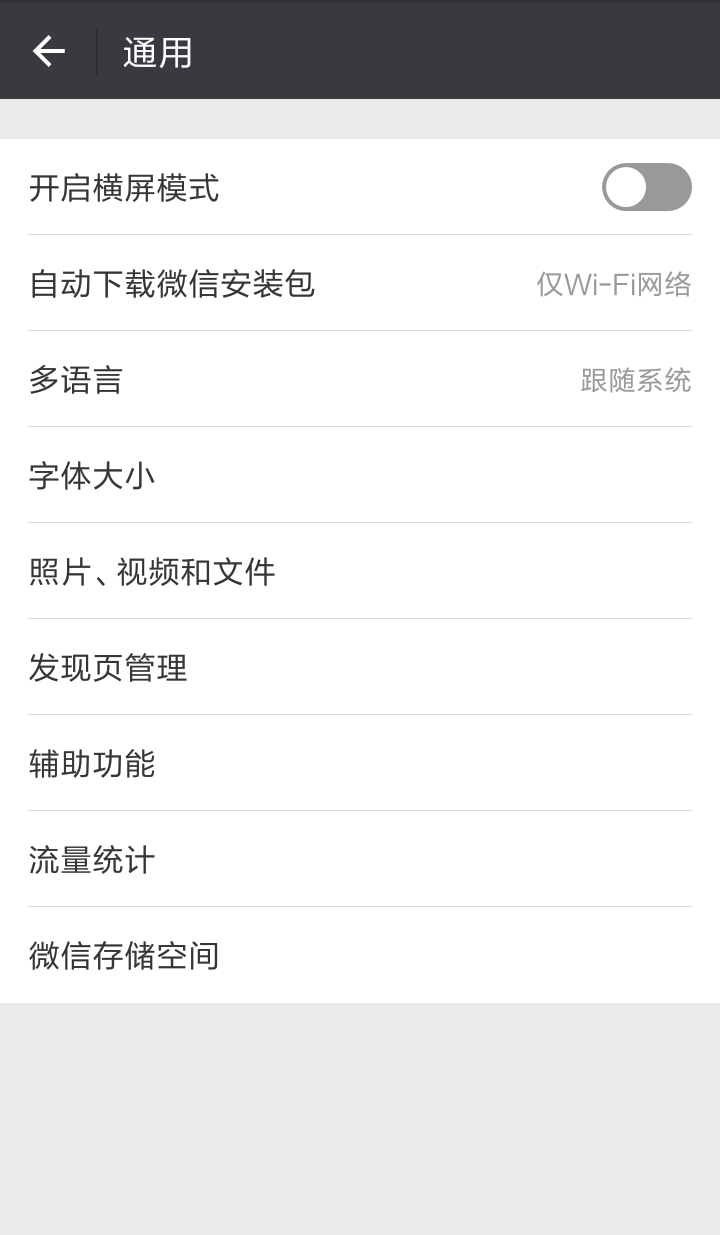 通用
开启横屏模式
自动下载微信安装包 仅Wi-Fi网络
多语言 跟随系统
字体大小
照片、视频和文件
发现页管理
辅助功能
流量统计
微信存储空间